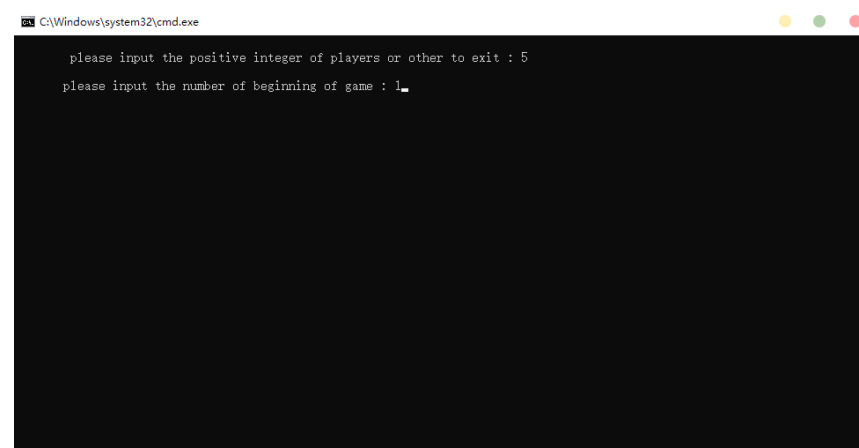 C:\Windows\system32\cmd.exe
please input the positive integer of players or other to exit : 5
please input the number of beginning of game : 1